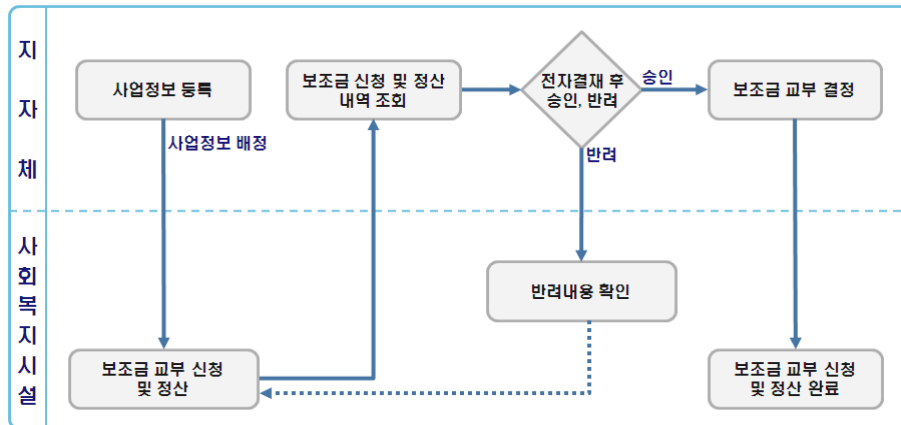 지자체
사업정보 등록
보조금 신청 및 정산
내역 조회
전자결재 후
승인, 반려
승인
보조금 교부 결정
사업정보 배정
반려
사회복지시설
반려내용 확인
보조금 교부 신청
및 정산
보조금 교부 신청
및 정산 완료